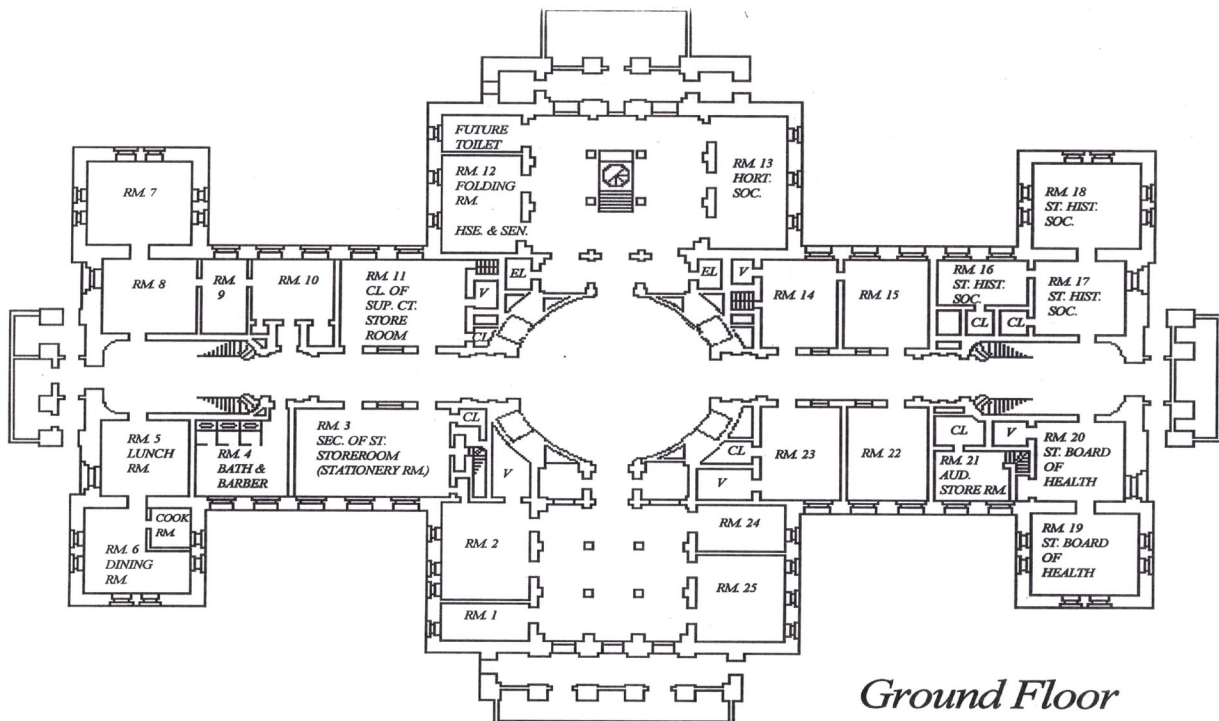 FUTURE
TOILET
RM. 12
FOLDING
RM.
HSE. & SEN.
RM. 13
HORT.
SOC.
RM. 7
RM. 18
ST. HIST.
SOC.
RM. 8
RM.
9
RM. 10
RM. 11
CL. OF
SUP. CT.
STORE
ROOM
V
CL
EL
EL
V
RM. 14
RM. 15
RM. 16
ST. HIST.
SOC.
CL
CL
RM. 17
ST. HIST.
SOC.
RM. 5
LUNCH
RM.
RM. 4
BATH &
BARBER
RM. 3
SEC. OF ST.
STOREROOM
(STATIONERY RM.)
CL
V
CL
V
RM. 23
RM. 22
CL
V
RM. 21
AUD.
STORE RM.
RM. 20
ST. BOARD
OF
HEALTH
COOK
RM.
RM. 6
DINING
RM.
RM. 2
RM. 1
RM. 24
RM. 25
RM. 19
ST. BOARD
OF
HEALTH
Ground Floor